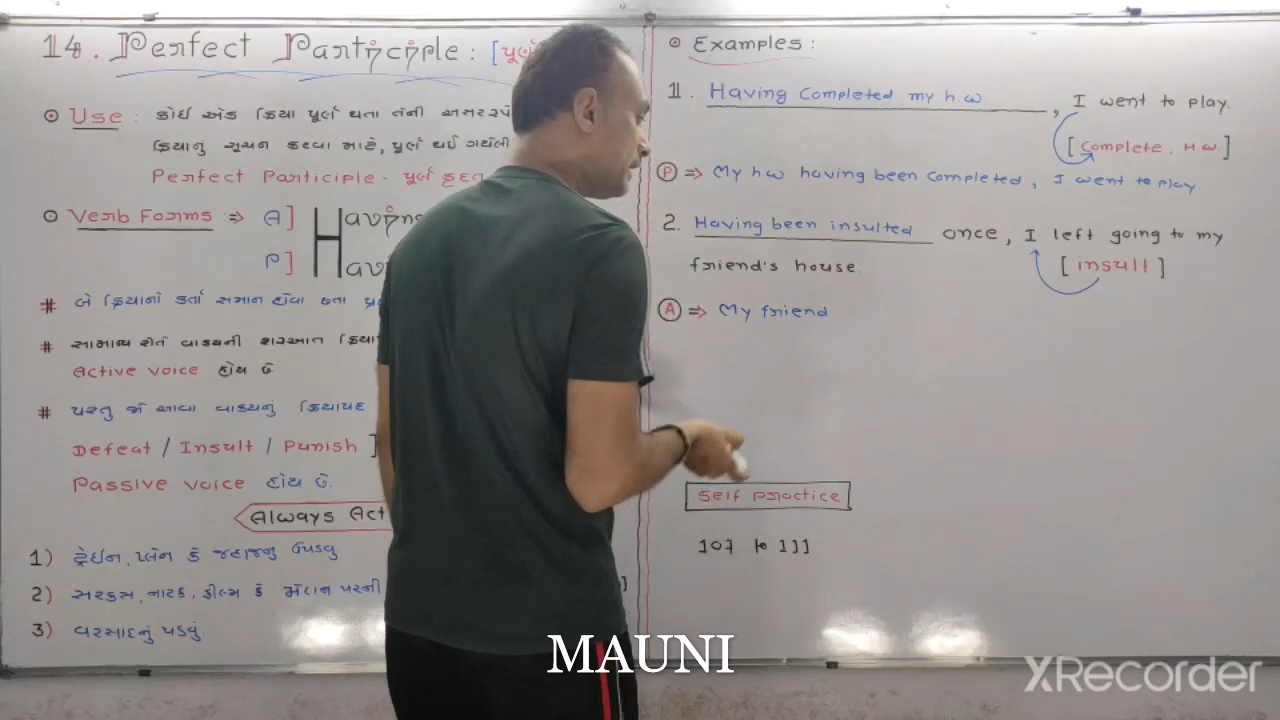 14. Perfect Participle : [પૂર્ણ
⊙ Use : કોઈ એક ક્રિયા પૂર્ણ થતા તેની અસરરૂપે
ક્રિયાનુ સૂચન કરવા માટે, પૂર્ણ થઈ ગયેલી
Perfect Participle - પૂર્ણ કૃદંત
⊙ Verb Forms ⇒ A] Having
P] Havi
# બે ક્રિયાનો કર્તા સમાન હોવા છતા
# સામાન્ય રીતે વાક્યની શરૂઆત ક્રિયા
Active voice હોય છે
# પરંતુ જો આવા વાક્યનું ક્રિયાપદ
Defeat / Insult / Punish ]
Passive voice હોય છે.
Always Act
1) ટ્રેઈન, પ્લેન કે જહાજનુ ઉપડવુ
2) સરકસ, નાટક, ફીલ્મ કે મેદાન પરની
3) વરસાદનું પડવું
⊙ Examples :
1. Having Completed my h.w. , I went to play.
[Complete, H.W.]
(P) ⇒ My h.w having been completed, I went to play.
2. Having been insulted once, I left going to my
friend's house. [insult]
(A) ⇒ My friend
Self Practice
107 to 111
MAUNI
XRecorder